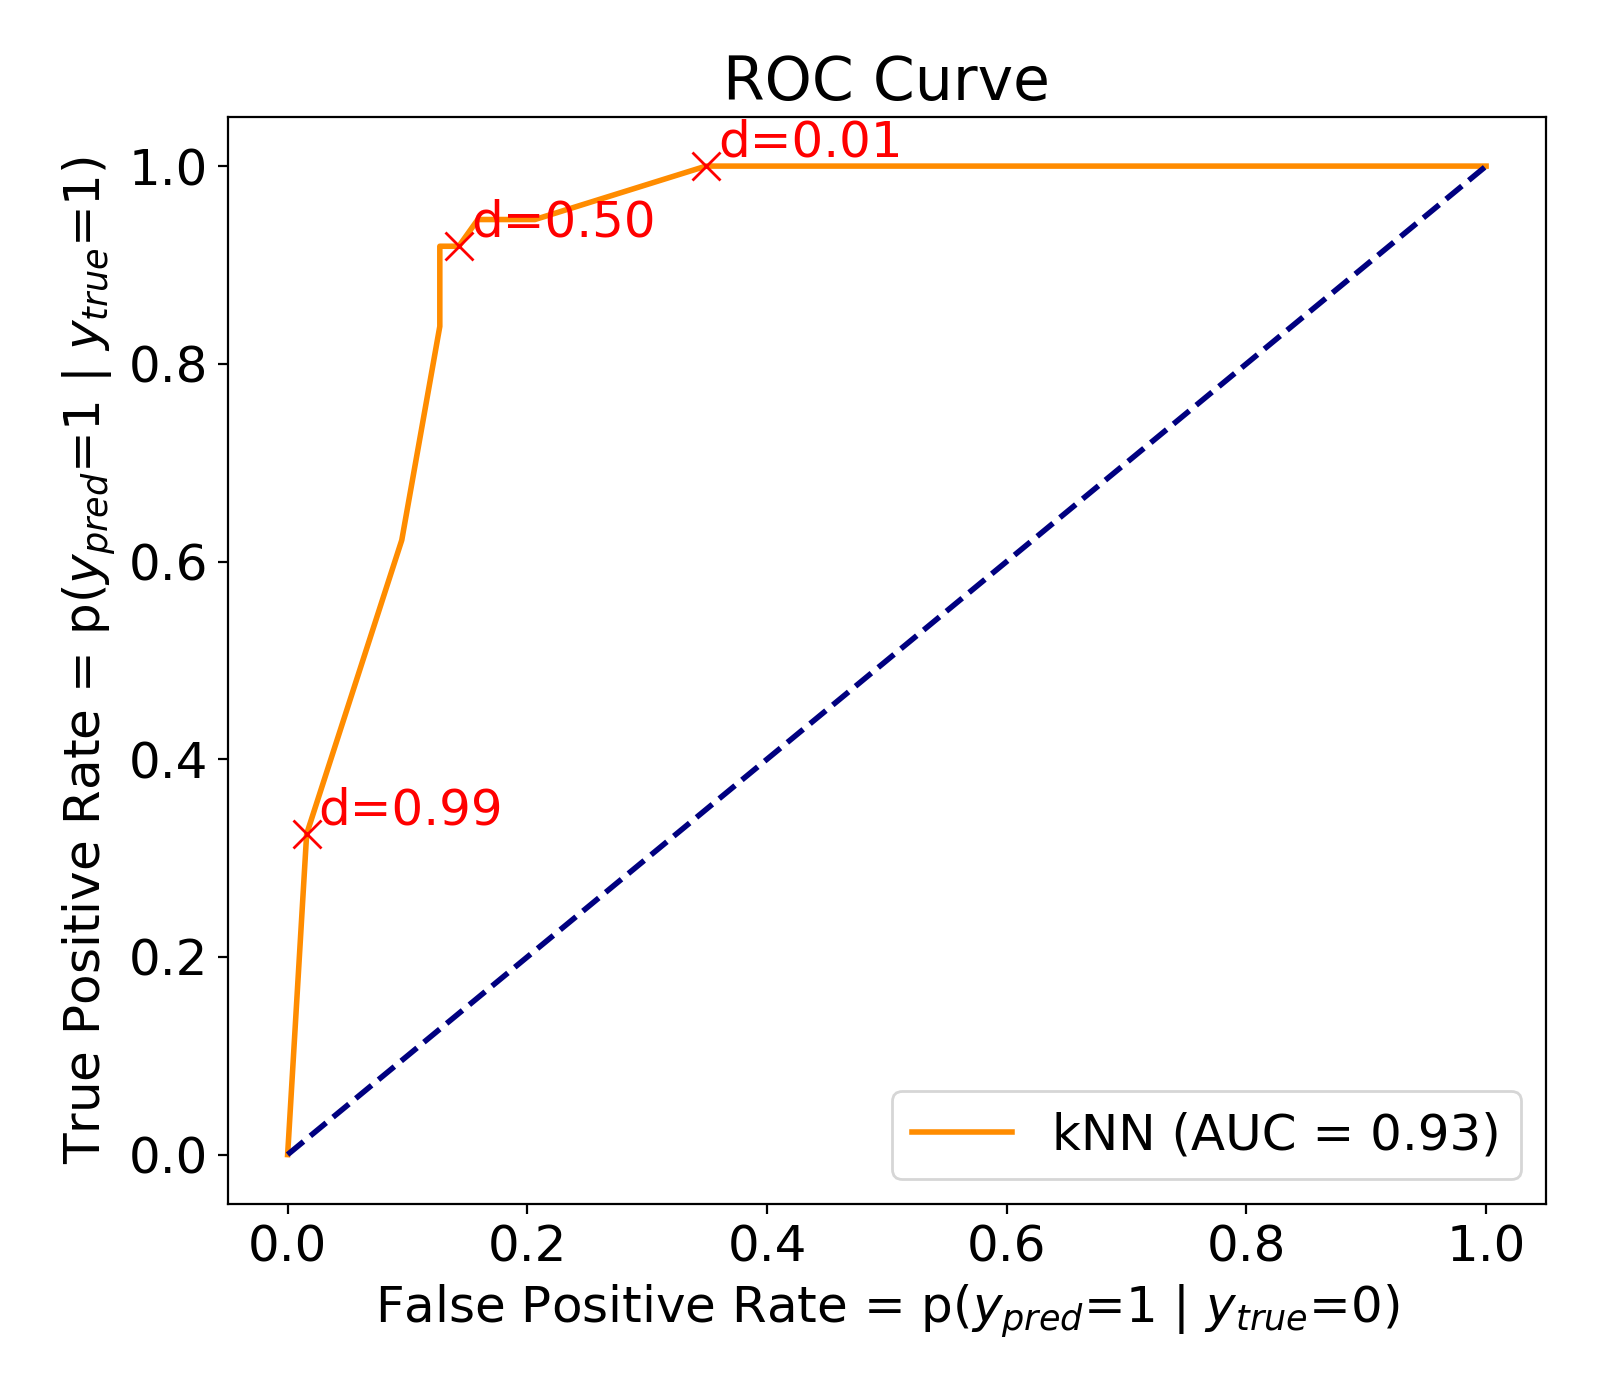 ROC Curve
d=0.01
d=0.50
d=0.99
True Positive Rate = p(y_pred=1 | y_true=1)
1.0
0.8
0.6
0.4
0.2
0.0
kNN (AUC = 0.93)
0.0 0.2 0.4 0.6 0.8 1.0
False Positive Rate = p(y_pred=1 | y_true=0)